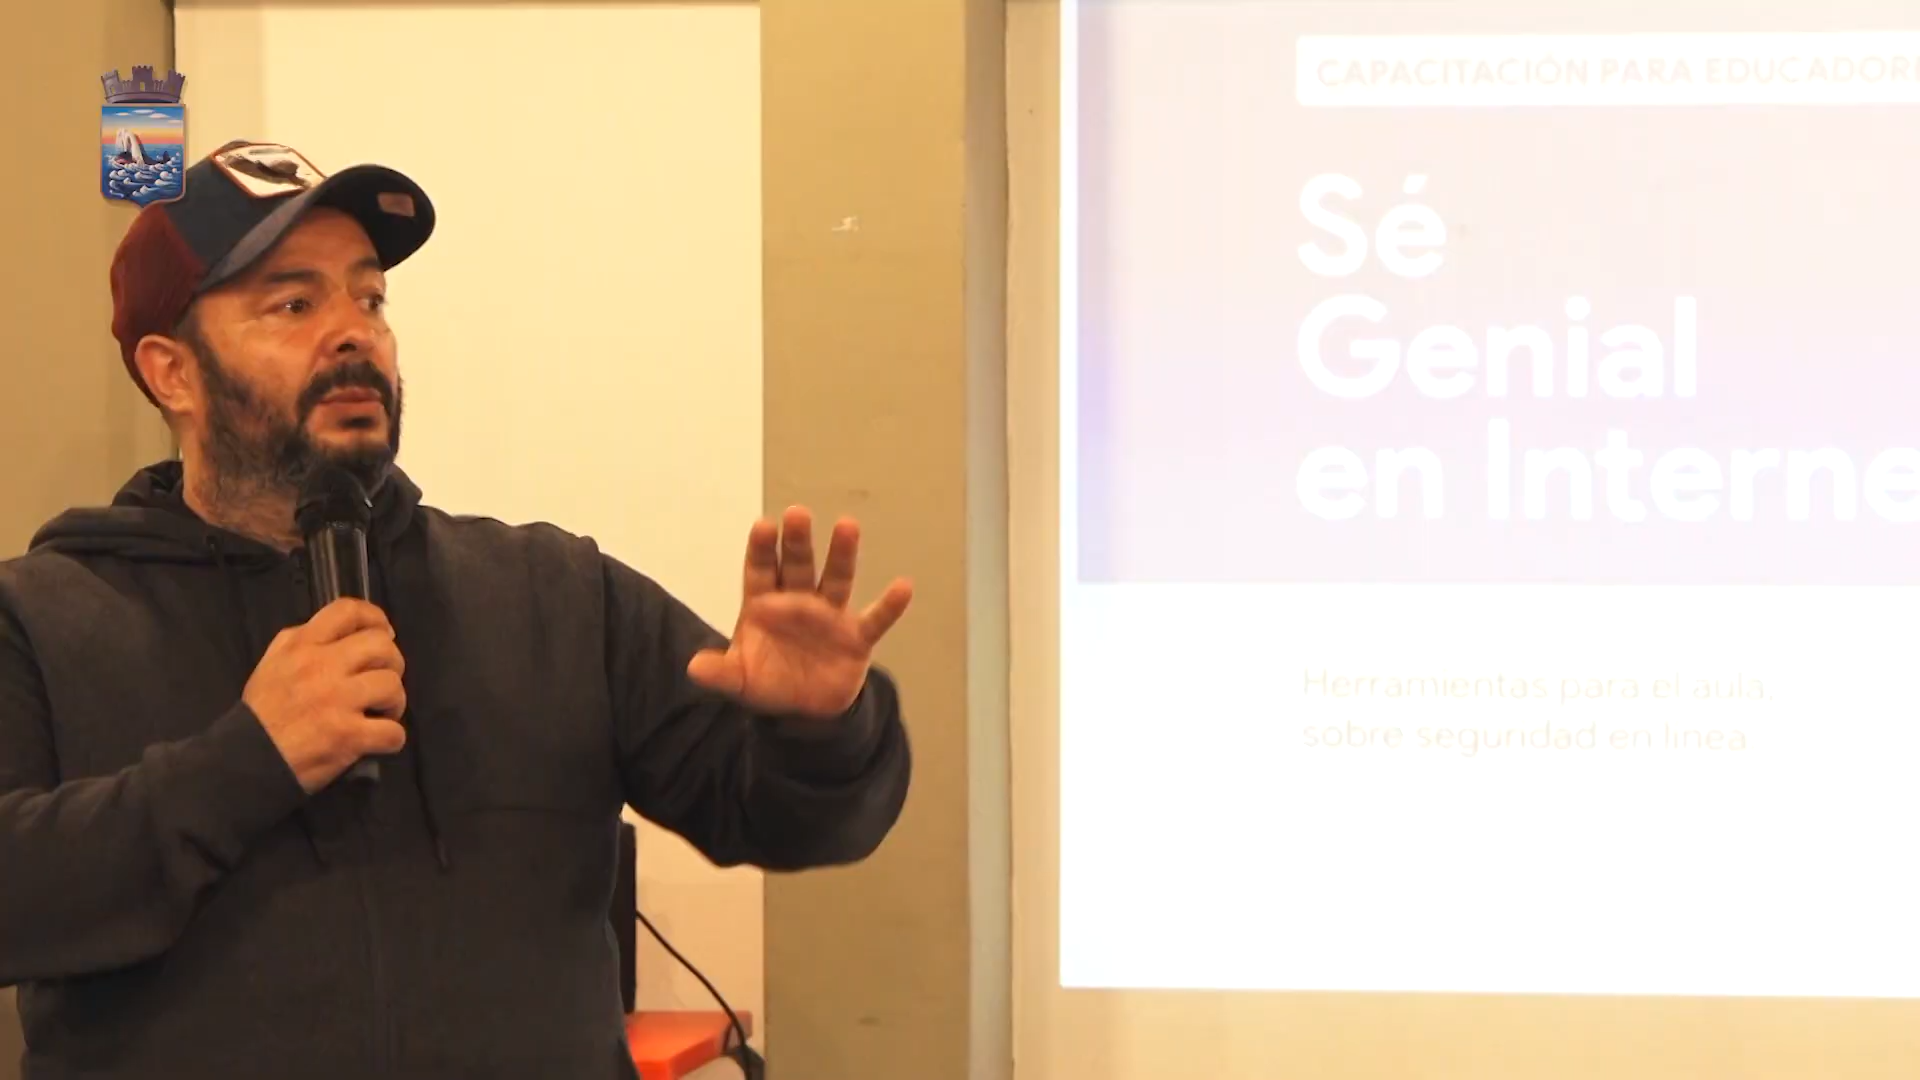 CAPACITACIÓN PARA EDUCADOR
Sé
Genial
en Interne
Herramientas para el aula,
sobre seguridad en línea